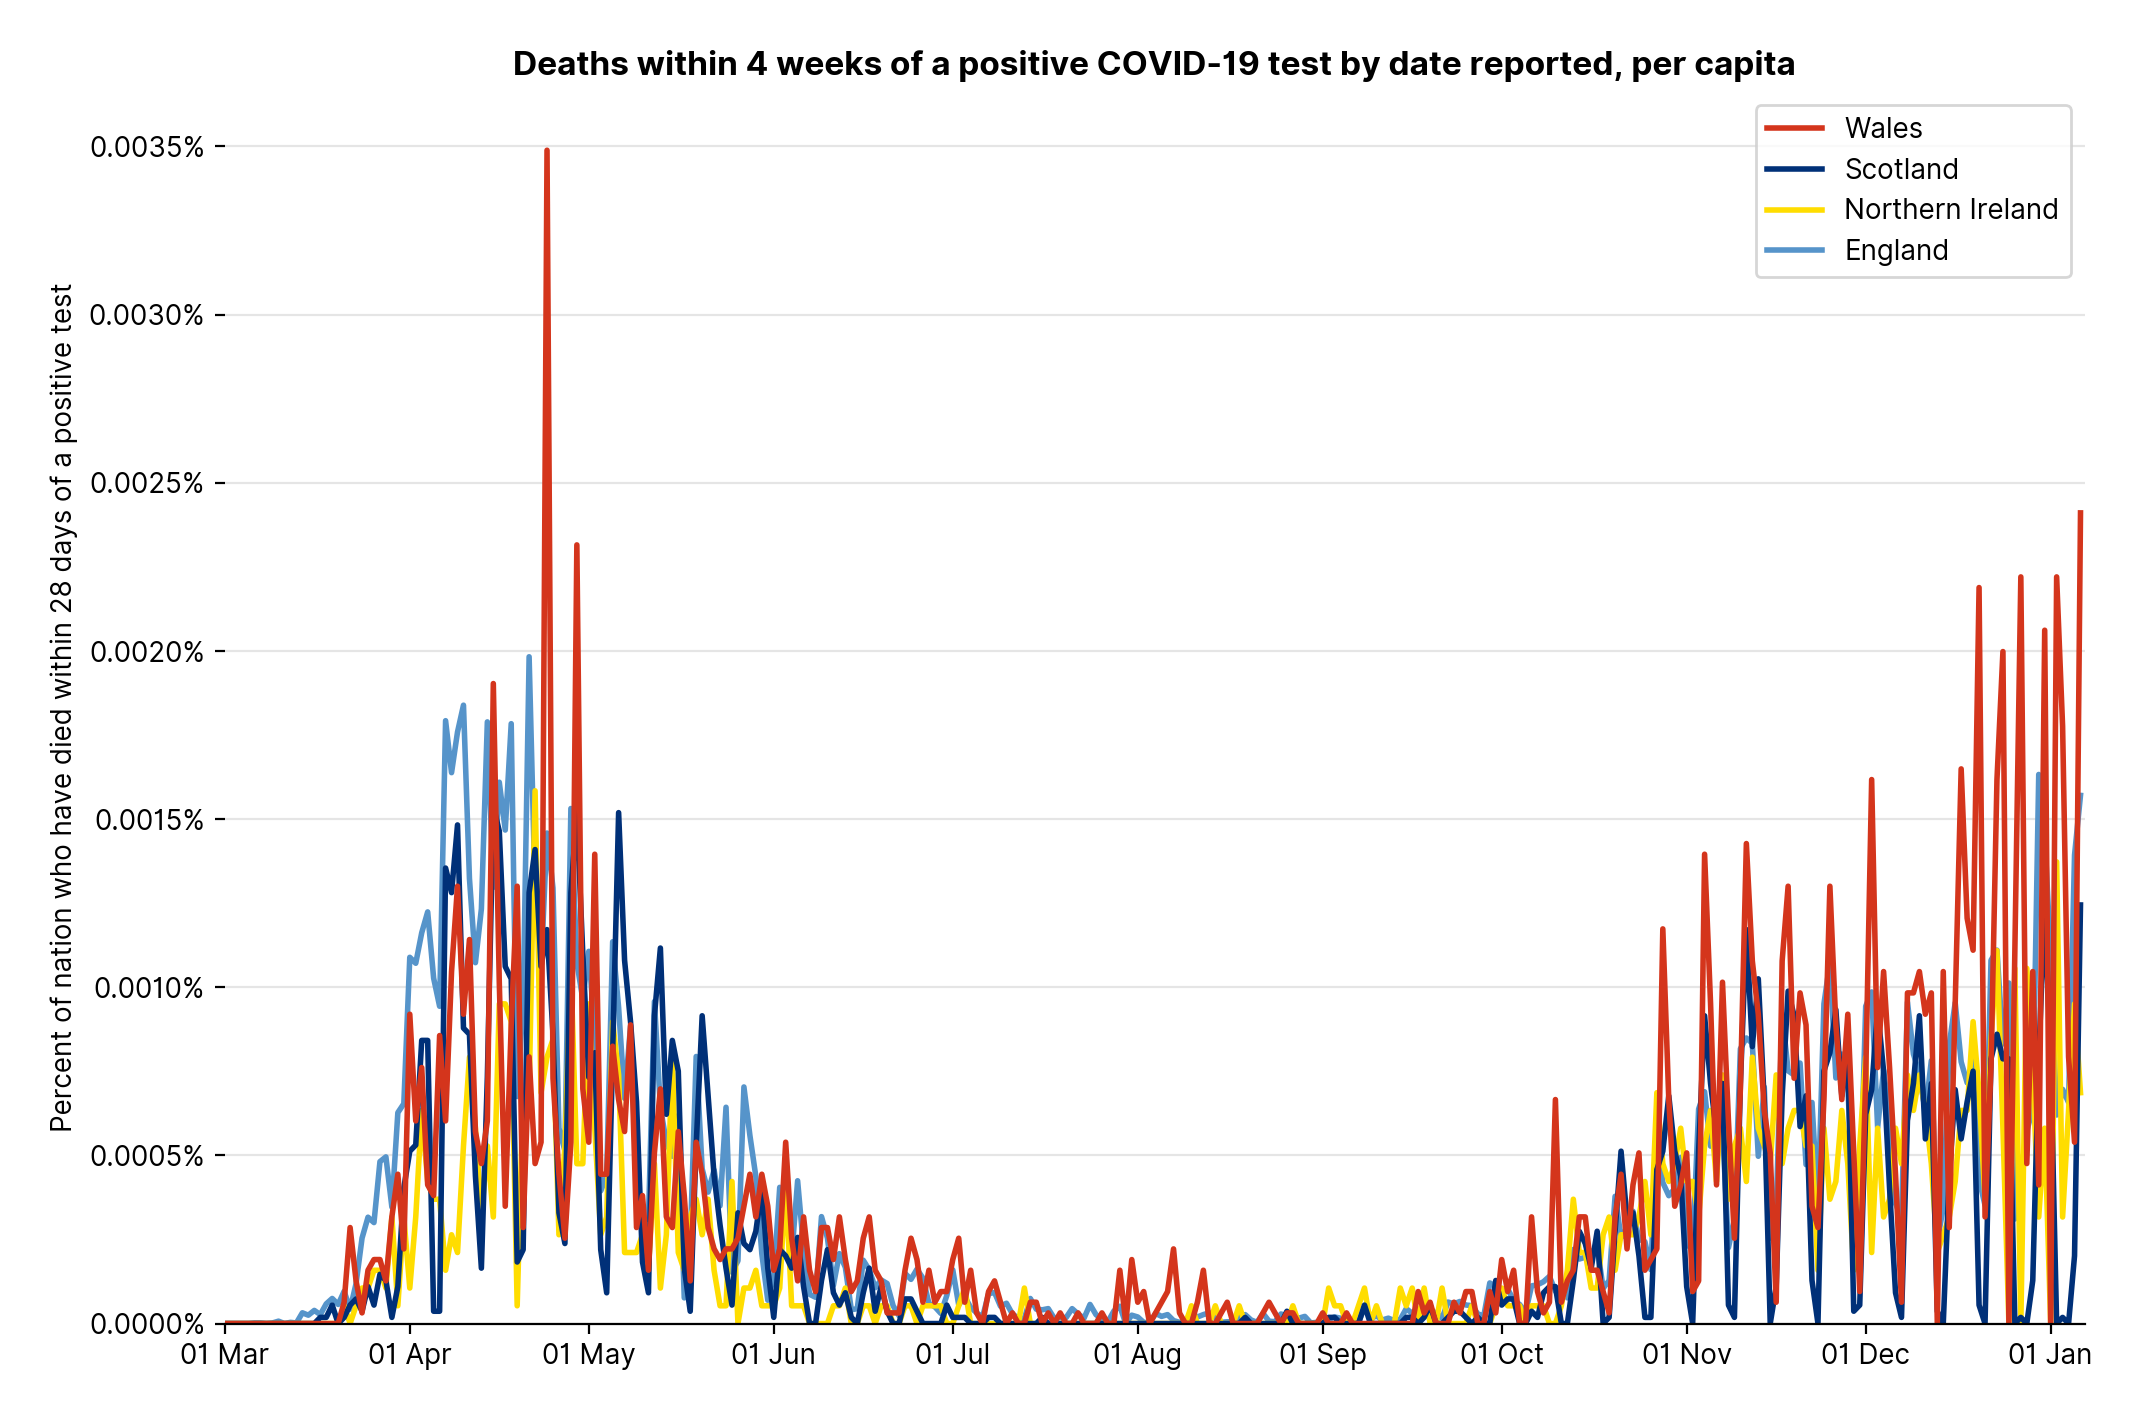 Deaths within 4 weeks of a positive COVID-19 test by date reported, per capita
Wales
Scotland
Northern Ireland
England
Percent of nation who have died within 28 days of a positive test
0.0035%
0.0030%
0.0025%
0.0020%
0.0015%
0.0010%
0.0005%
0.0000%
01 Mar
01 Apr
01 May
01 Jun
01 Jul
01 Aug
01 Sep
01 Oct
01 Nov
01 Dec
01 Jan